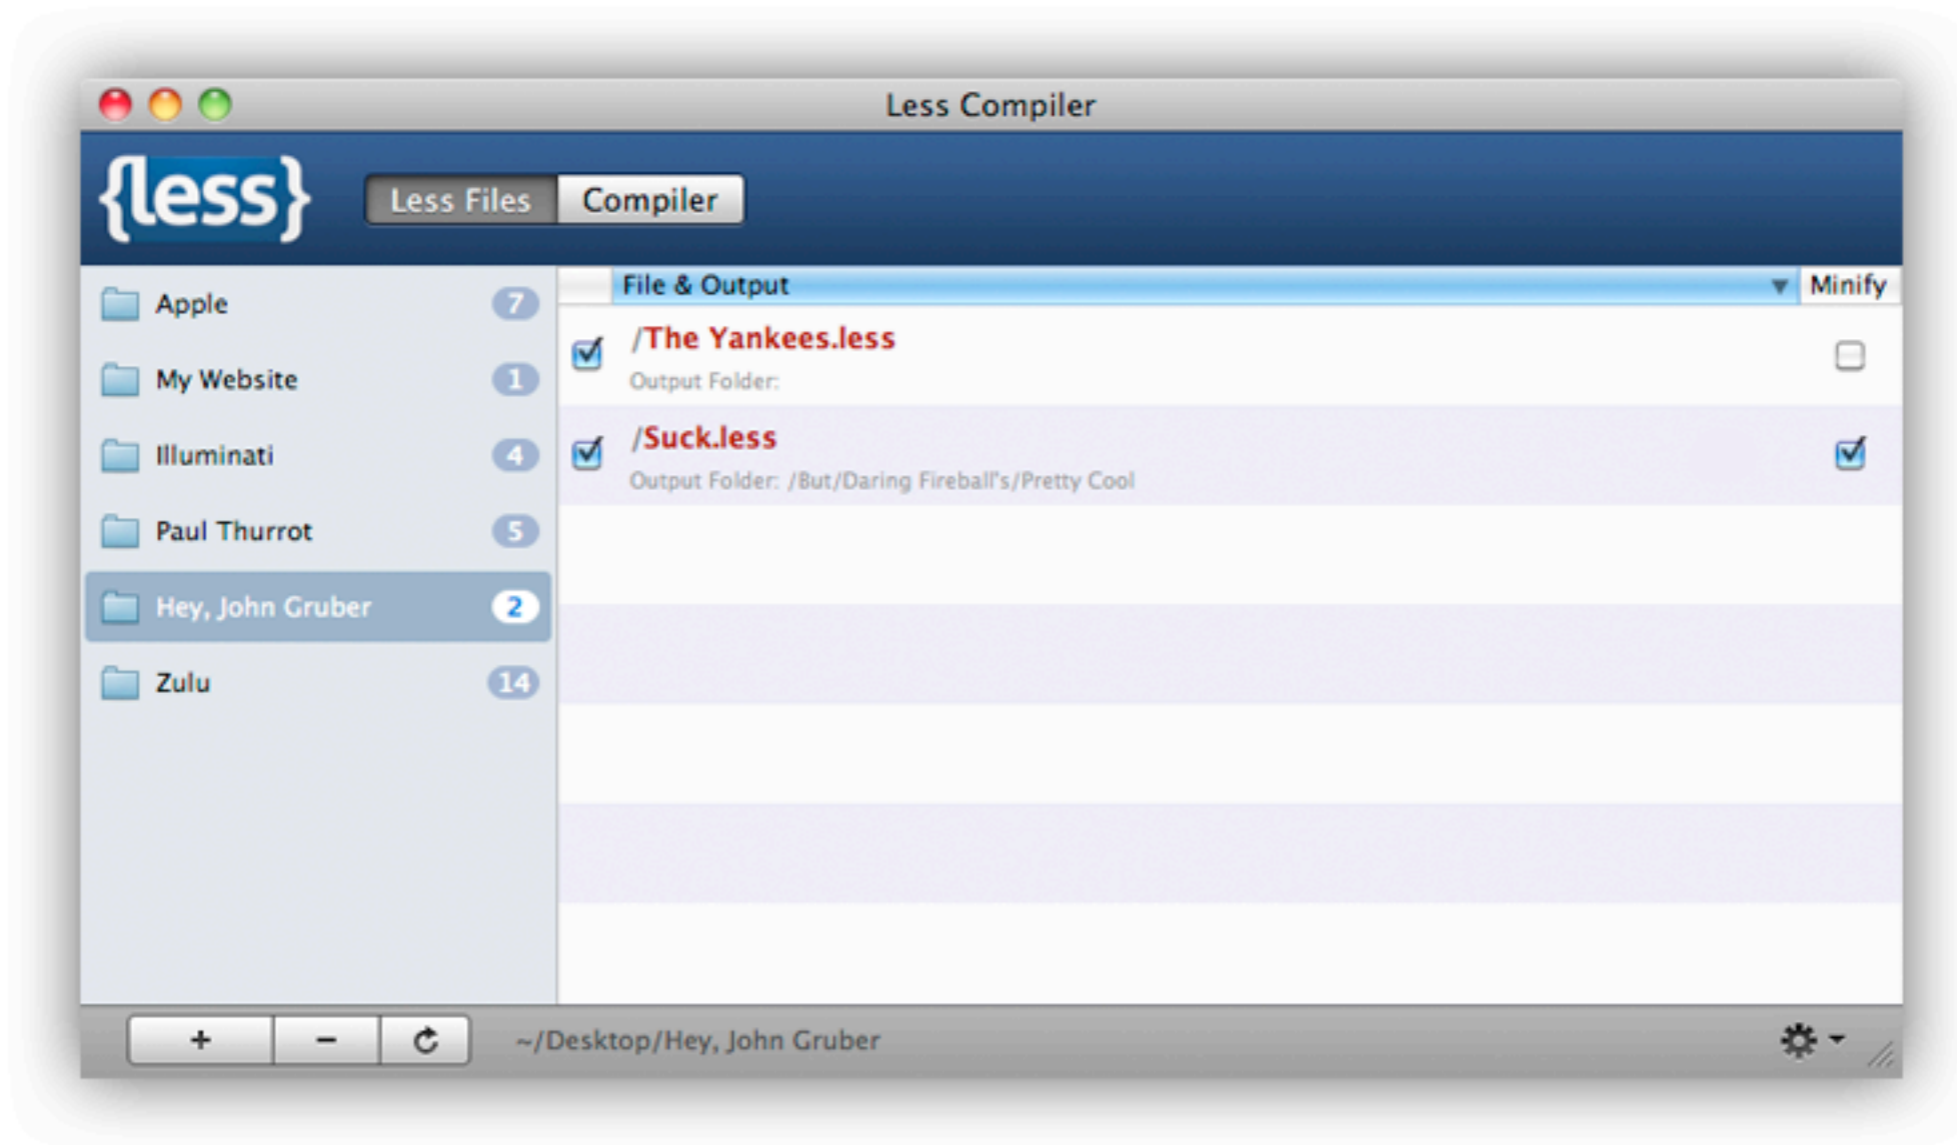 Less Compiler
{less}
Less Files
Compiler
Apple 7
My Website 1
Illuminati 4
Paul Thurrot 5
Hey, John Gruber 2
Zulu 14
File & Output
Minify
/The Yankees.less
Output Folder:
/Suck.less
Output Folder: /But/Daring Fireball's/Pretty Cool
+ −
~/Desktop/Hey, John Gruber